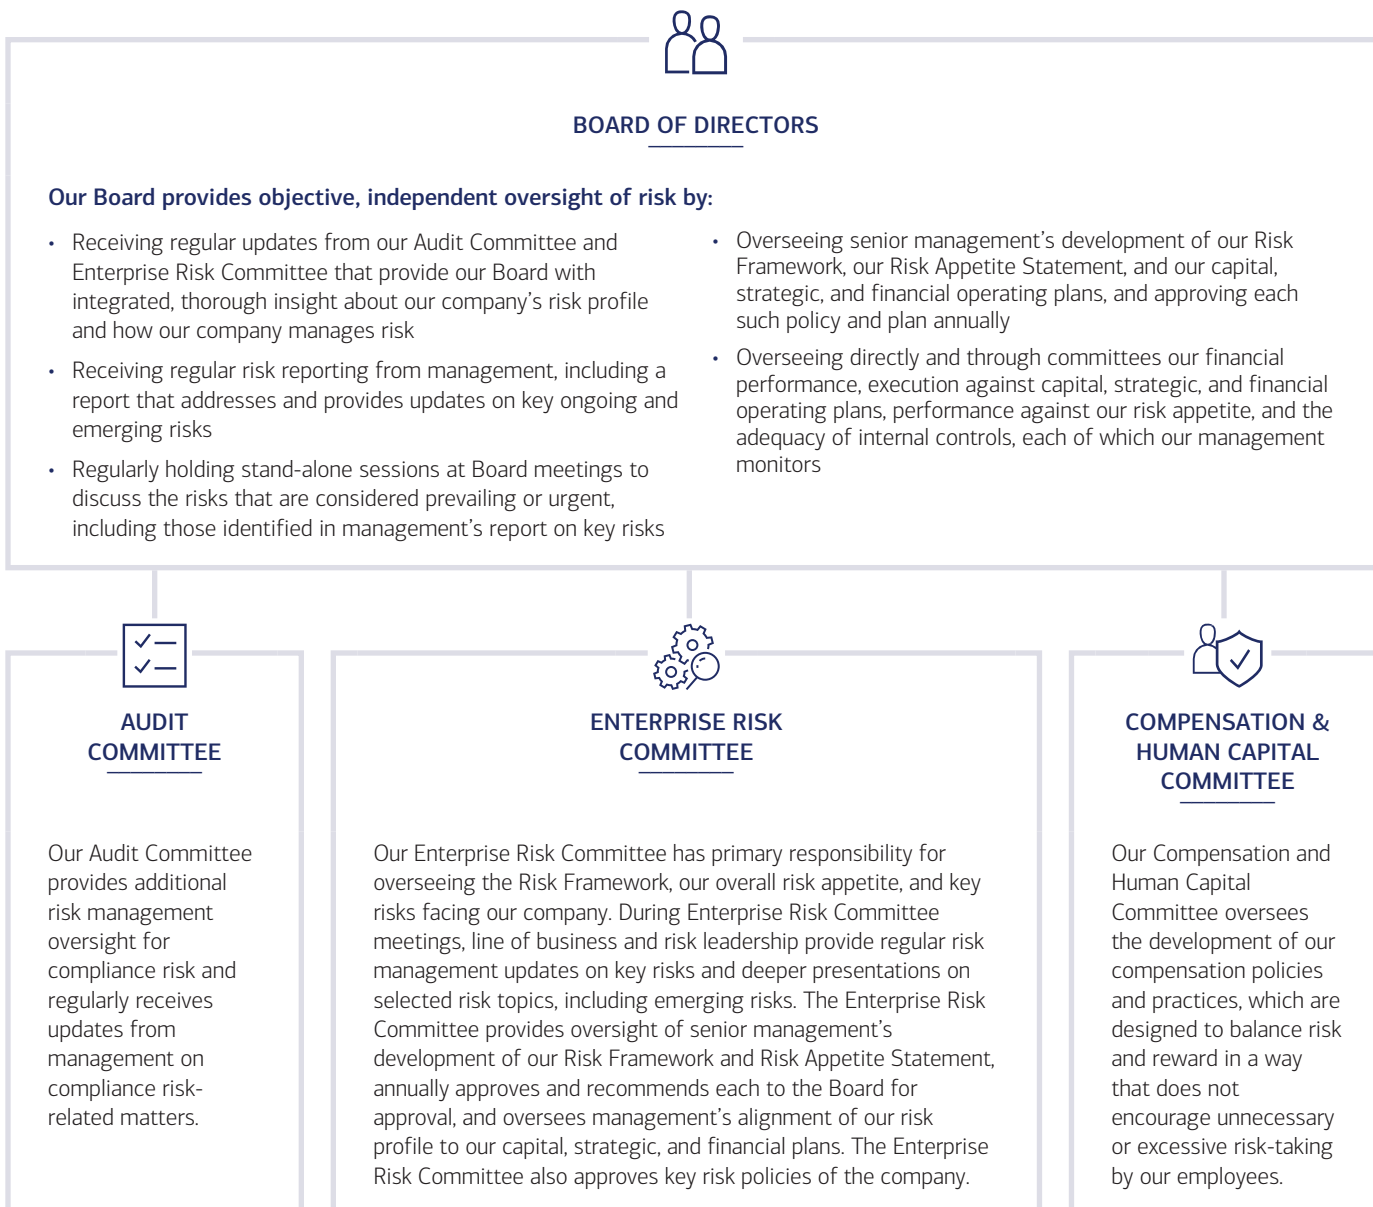 BOARD OF DIRECTORS
Our Board provides objective, independent oversight of risk by:
• Receiving regular updates from our Audit Committee and
Enterprise Risk Committee that provide our Board with
integrated, thorough insight about our company’s risk profile
and how our company manages risk
• Receiving regular risk reporting from management, including a
report that addresses and provides updates on key ongoing and
emerging risks
• Regularly holding stand-alone sessions at Board meetings to
discuss the risks that are considered prevailing or urgent,
including those identified in management’s report on key risks
• Overseeing senior management’s development of our Risk
Framework, our Risk Appetite Statement, and our capital,
strategic, and financial operating plans, and approving each
such policy and plan annually
• Overseeing directly and through committees our financial
performance, execution against capital, strategic, and financial
operating plans, performance against our risk appetite, and the
adequacy of internal controls, each of which our management
monitors
AUDIT
COMMITTEE
Our Audit Committee
provides additional
risk management
oversight for
compliance risk and
regularly receives
updates from
management on
compliance risk-
related matters.
ENTERPRISE RISK
COMMITTEE
Our Enterprise Risk Committee has primary responsibility for
overseeing the Risk Framework, our overall risk appetite, and key
risks facing our company. During Enterprise Risk Committee
meetings, line of business and risk leadership provide regular risk
management updates on key risks and deeper presentations on
selected risk topics, including emerging risks. The Enterprise Risk
Committee provides oversight of senior management’s
development of our Risk Framework and Risk Appetite Statement,
annually approves and recommends each to the Board for
approval, and oversees management’s alignment of our risk
profile to our capital, strategic, and financial plans. The Enterprise
Risk Committee also approves key risk policies of the company.
COMPENSATION &
HUMAN CAPITAL
COMMITTEE
Our Compensation and
Human Capital
Committee oversees
the development of our
compensation policies
and practices, which are
designed to balance risk
and reward in a way
that does not
encourage unnecessary
or excessive risk-taking
by our employees.